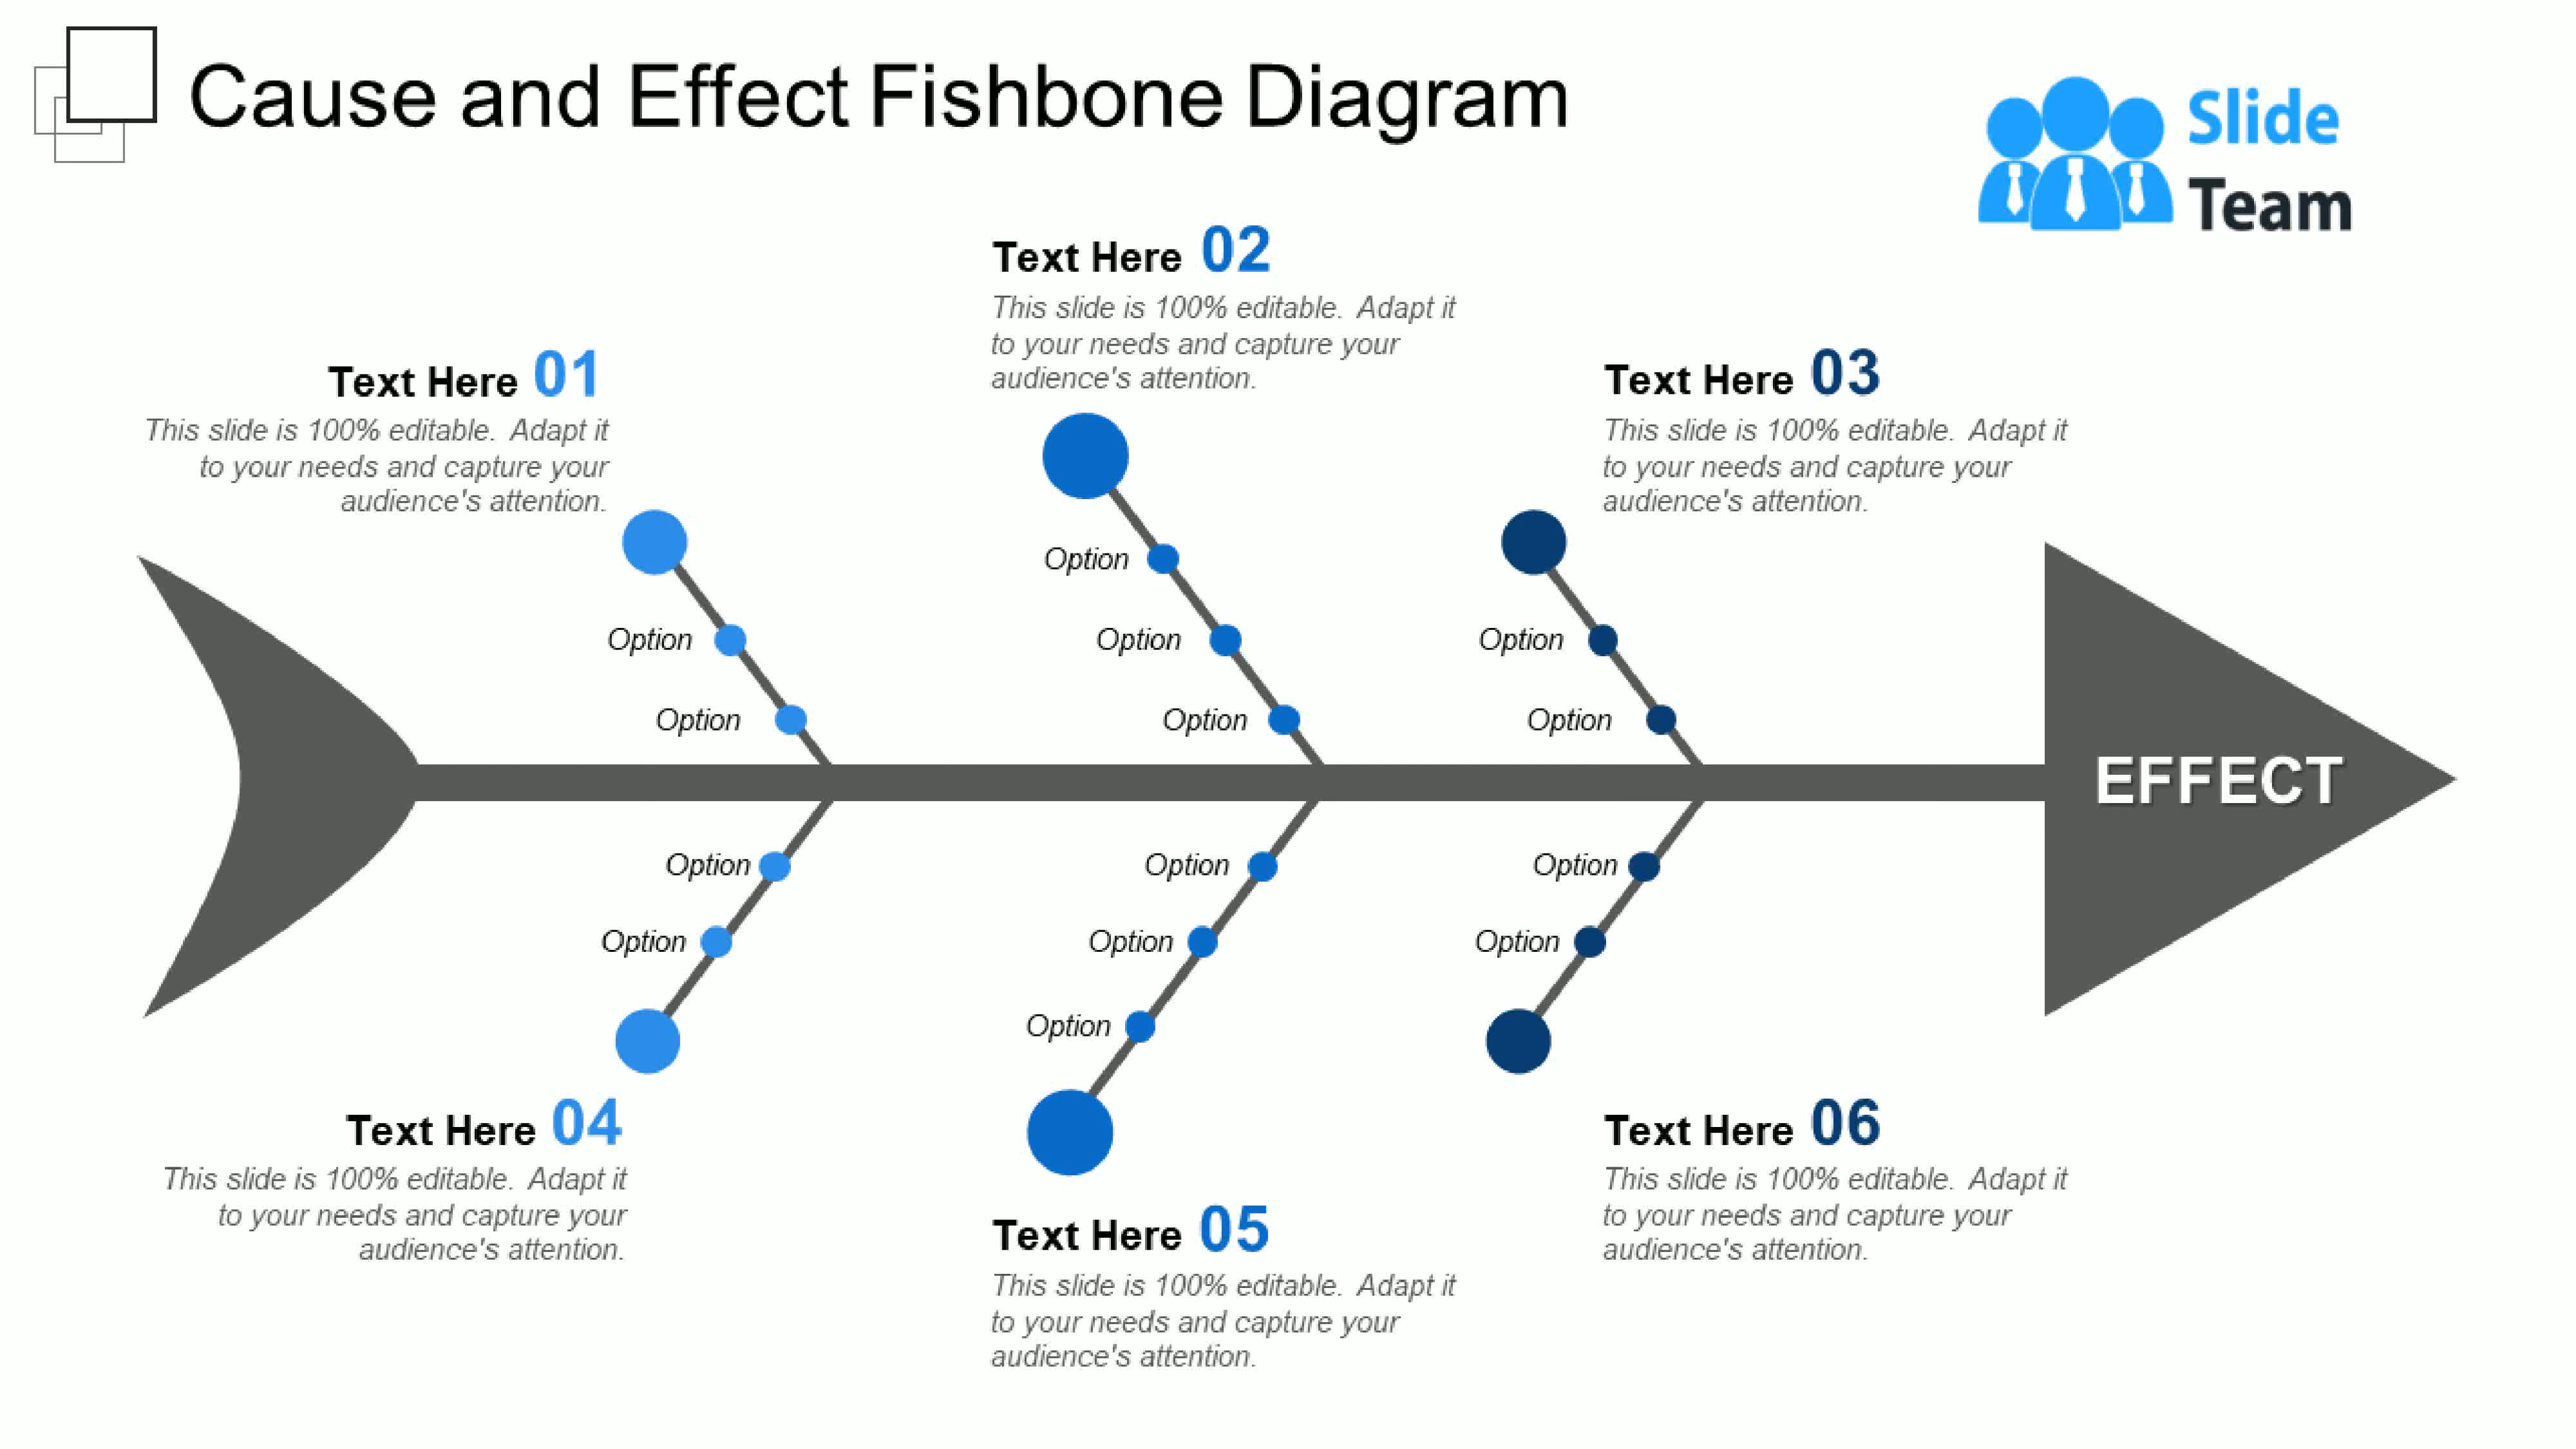 Cause and Effect Fishbone Diagram
Slide
Team
Text Here 01
This slide is 100% editable. Adapt it
to your needs and capture your
audience's attention.
Text Here 02
This slide is 100% editable. Adapt it
to your needs and capture your
audience's attention.
Text Here 03
This slide is 100% editable. Adapt it
to your needs and capture your
audience's attention.
Option
Option
Option
Option
Option
Option
Option
EFFECT
Option
Option
Option
Option
Option
Option
Option
Text Here 04
This slide is 100% editable. Adapt it
to your needs and capture your
audience's attention.
Text Here 05
This slide is 100% editable. Adapt it
to your needs and capture your
audience's attention.
Text Here 06
This slide is 100% editable. Adapt it
to your needs and capture your
audience's attention.